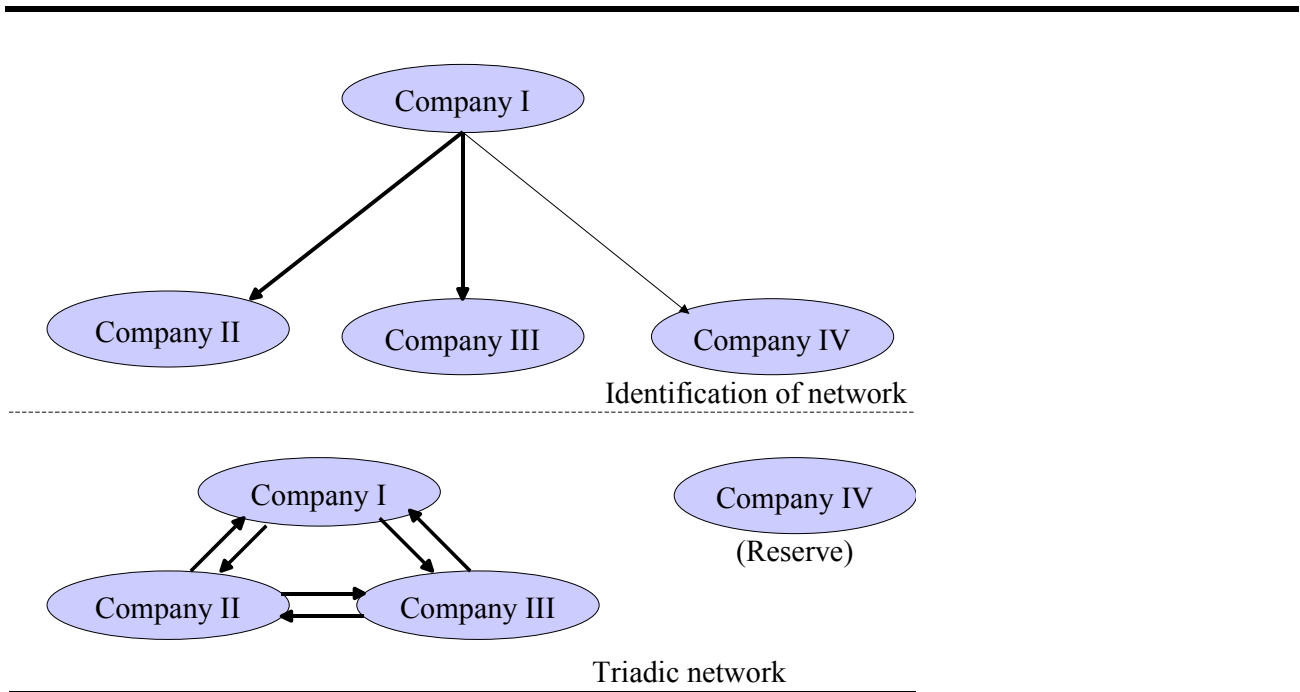 Company I
Company II
Company III
Company IV
Identification of network
Company I
Company IV
(Reserve)
Company II
Company III
Triadic network